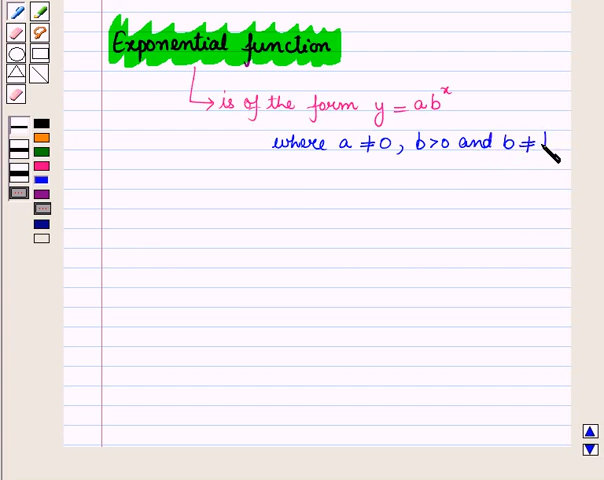 Exponential function
is of the form y = ab^x
where a ≠ 0, b > 0 and b ≠ 1